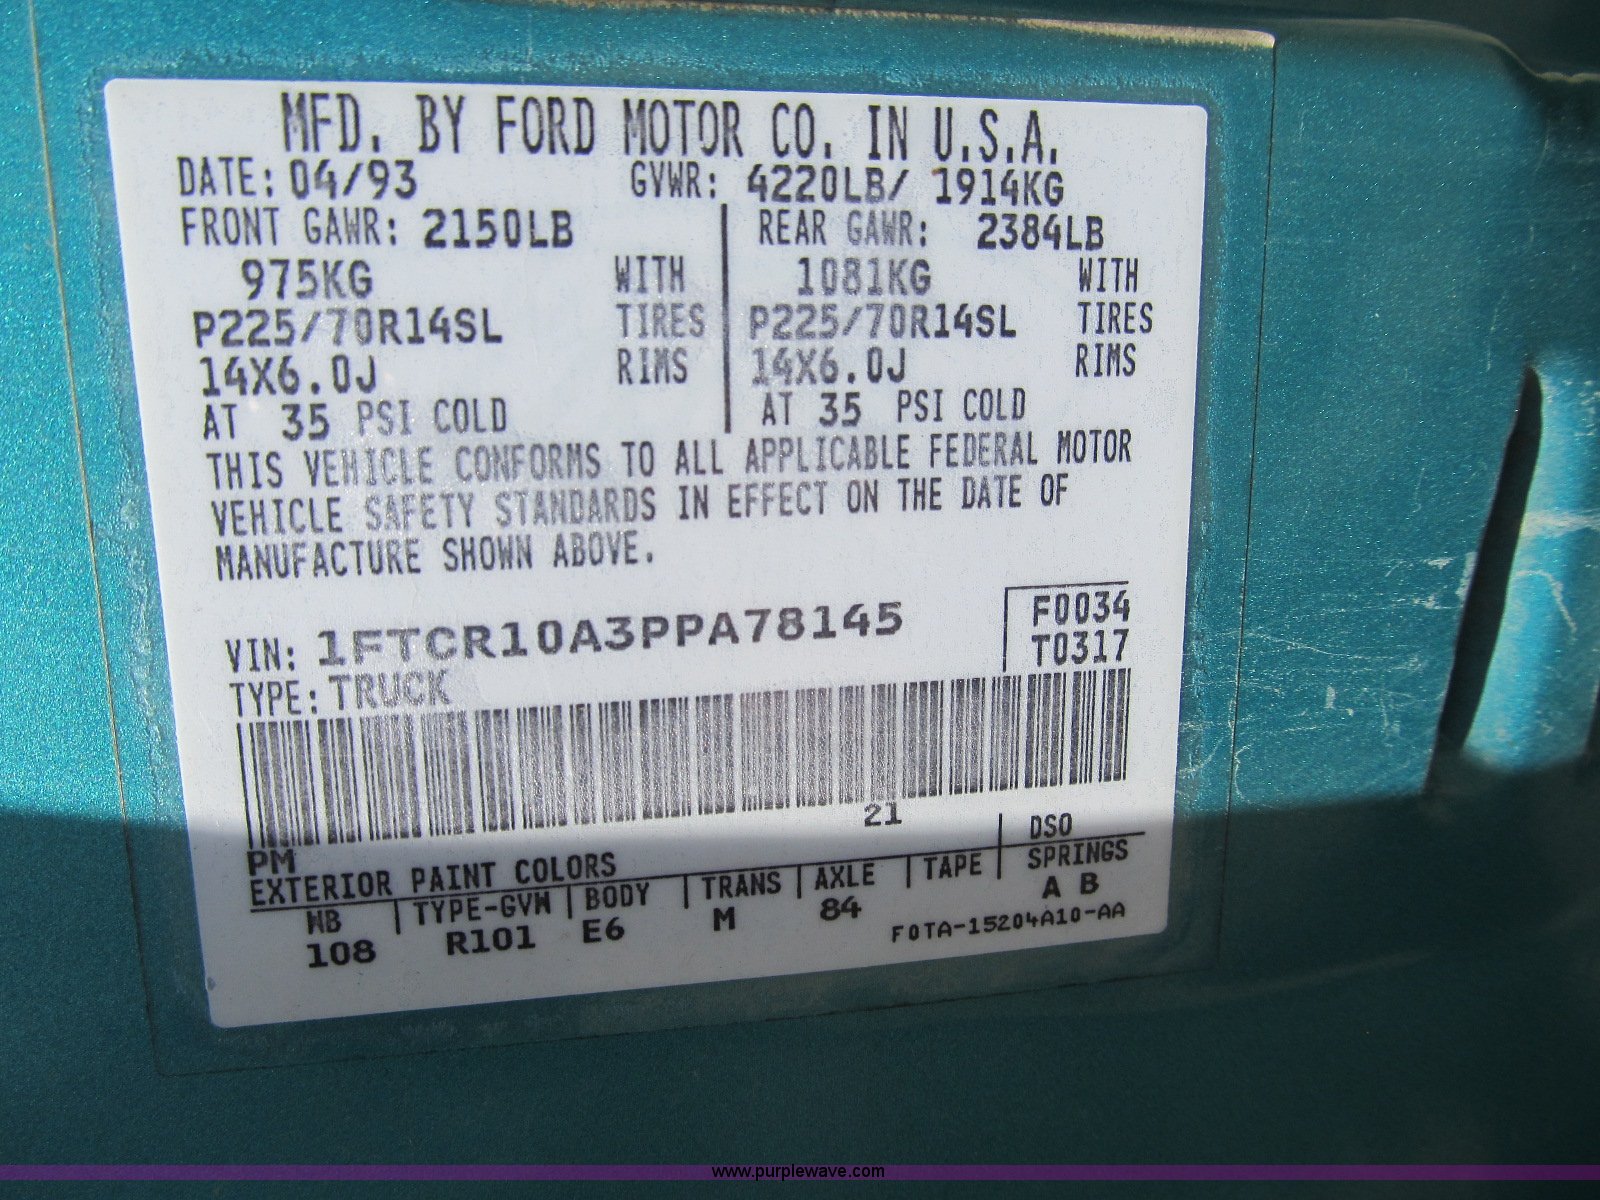 MFD. BY FORD MOTOR CO. IN U.S.A.
DATE: 04/93 GVWR: 4220LB/ 1914KG
FRONT GAWR: 2150LB REAR GAWR: 2384LB
975KG WITH 1081KG WITH
P225/70R14SL TIRES P225/70R14SL TIRES
14X6.0J RIMS 14X6.0J RIMS
AT 35 PSI COLD AT 35 PSI COLD
THIS VEHICLE CONFORMS TO ALL APPLICABLE FEDERAL MOTOR
VEHICLE SAFETY STANDARDS IN EFFECT ON THE DATE OF
MANUFACTURE SHOWN ABOVE.
F0034
VIN: 1FTCR10A3PPA78145 T0317
TYPE: TRUCK
21
PM DSO
EXTERIOR PAINT COLORS
WB TYPE-GVW BODY TRANS AXLE TAPE SPRINGS
108 R101 E6 M 84 A B
F0TA-15204A10-AA
www.purplewave.com